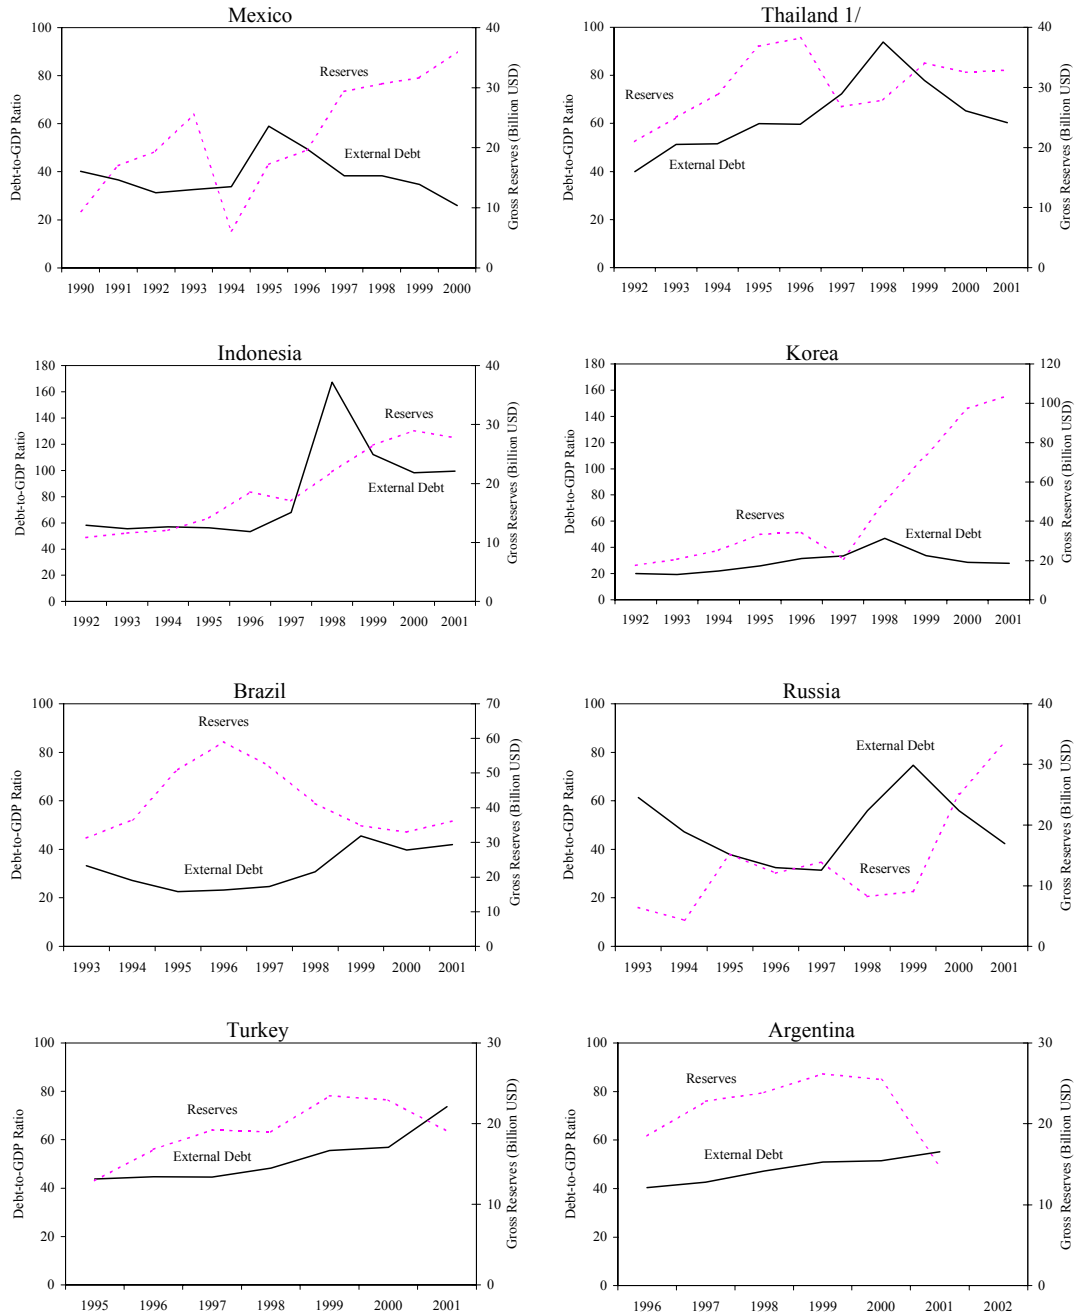 Mexico
Debt-to-GDP Ratio
100
80
60
40
20
0
Reserves
External Debt
40
30
20
10
0
Gross Reserves (Billion USD)
1990 1991 1992 1993 1994 1995 1996 1997 1998 1999 2000
Thailand 1/
Debt-to-GDP Ratio
100
80
60
40
20
0
Reserves
External Debt
40
30
20
10
0
Gross Reserves (Billion USD)
1992 1993 1994 1995 1996 1997 1998 1999 2000 2001
Indonesia
Debt-to-GDP Ratio
180
160
140
120
100
80
60
40
20
0
Reserves
External Debt
40
30
20
10
0
Gross Reserves (Billion USD)
1992 1993 1994 1995 1996 1997 1998 1999 2000 2001
Korea
Debt-to-GDP Ratio
180
160
140
120
100
80
60
40
20
0
Reserves
External Debt
120
100
80
60
40
20
0
Gross Reserves (Billion USD)
1992 1993 1994 1995 1996 1997 1998 1999 2000 2001
Brazil
Debt-to-GDP Ratio
100
80
60
40
20
0
Reserves
External Debt
70
60
50
40
30
20
10
0
Gross Reserves (Billion USD)
1993 1994 1995 1996 1997 1998 1999 2000 2001
Russia
Debt-to-GDP Ratio
100
80
60
40
20
0
External Debt
Reserves
40
30
20
10
0
Gross Reserves (Billion USD)
1993 1994 1995 1996 1997 1998 1999 2000 2001
Turkey
Debt-to-GDP Ratio
100
80
60
40
20
0
Reserves
External Debt
30
20
10
0
Gross Reserves (Billion USD)
1995 1996 1997 1998 1999 2000 2001
Argentina
Debt-to-GDP Ratio
100
80
60
40
20
0
Reserves
External Debt
30
20
10
0
Gross Reserves (Billion USD)
1996 1997 1998 1999 2000 2001 2002